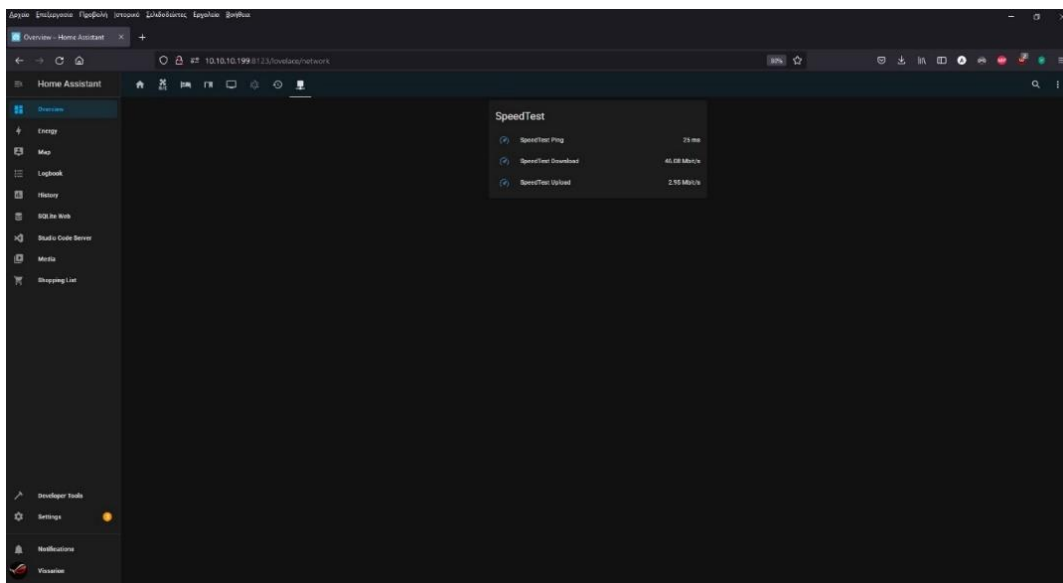 Αρχείο Επεξεργασία Προβολή Ιστορικό Σελιδοδείκτες Εργαλεία Βοήθεια
Overview – Home Assistant
10.10.10.199:8123/lovelace/network
80%
Home Assistant
Overview
Energy
Map
Logbook
History
SQLite Web
Studio Code Server
Media
Shopping List
SpeedTest
SpeedTest Ping 25 ms
SpeedTest Download 46.08 Mbit/s
SpeedTest Upload 2.95 Mbit/s
Developer Tools
Settings
Notifications
Vissarion